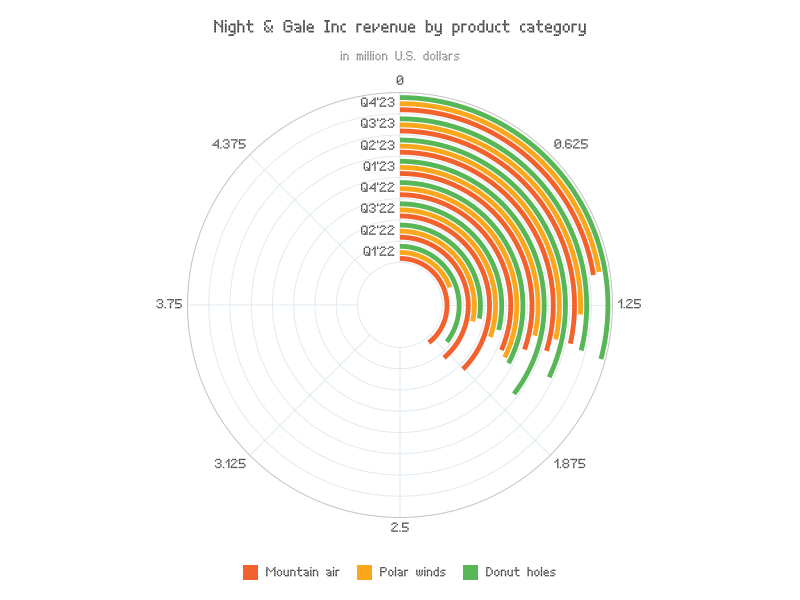 Night & Gale Inc revenue by product category
in million U.S. dollars
0
0.625
1.25
1.875
2.5
3.125
3.75
4.375
Q4'23
Q3'23
Q2'23
Q1'23
Q4'22
Q3'22
Q2'22
Q1'22
Mountain air
Polar winds
Donut holes